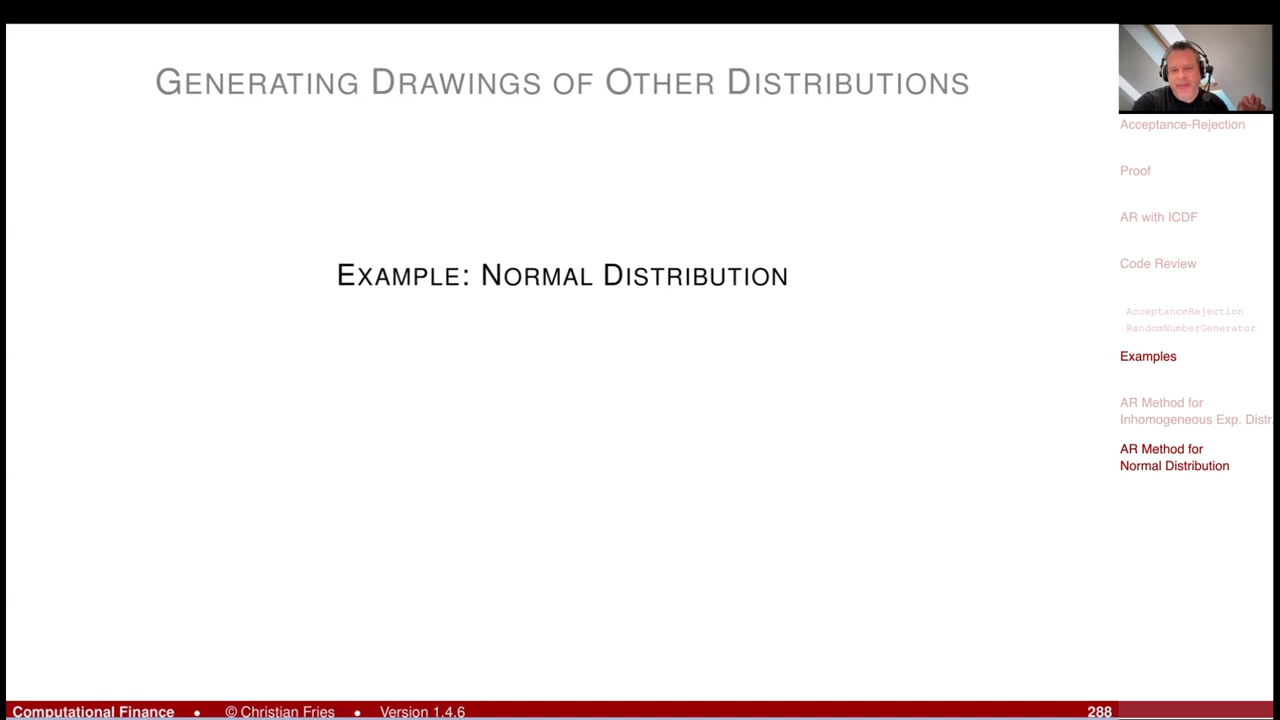 GENERATING DRAWINGS OF OTHER DISTRIBUTIONS
EXAMPLE: NORMAL DISTRIBUTION
Acceptance-Rejection
Proof
AR with ICDF
Code Review
AcceptanceRejection
RandomNumberGenerator
Examples
AR Method for
Inhomogeneous Exp. Distr.
AR Method for
Normal Distribution
Computational Finance • © Christian Fries • Version 1.4.6 288